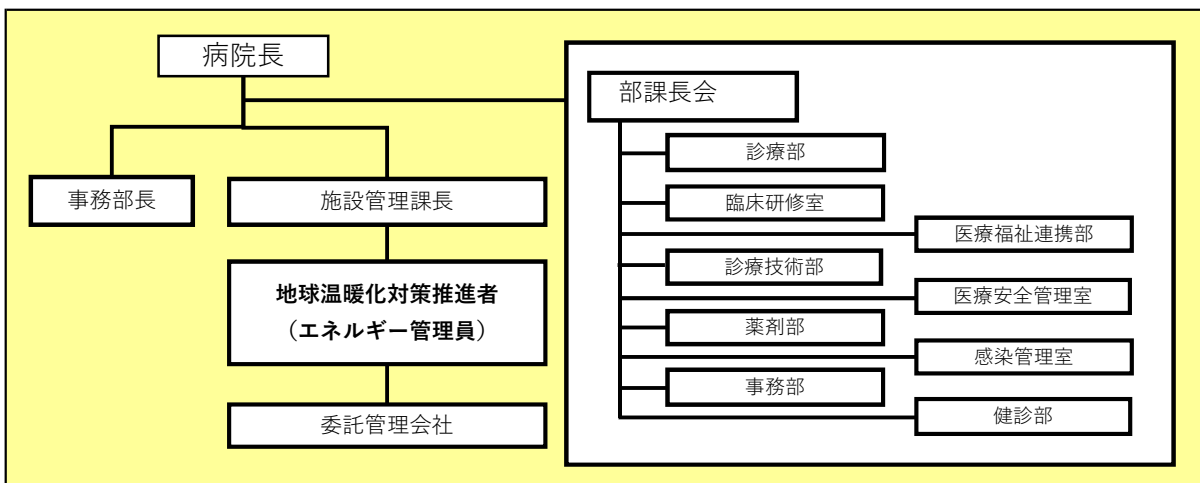 病院長
部課長会
診療部
事務部長
施設管理課長
臨床研修室
医療福祉連携部
診療技術部
地球温暖化対策推進者
（エネルギー管理員）
医療安全管理室
薬剤部
感染管理室
事務部
委託管理会社
健診部